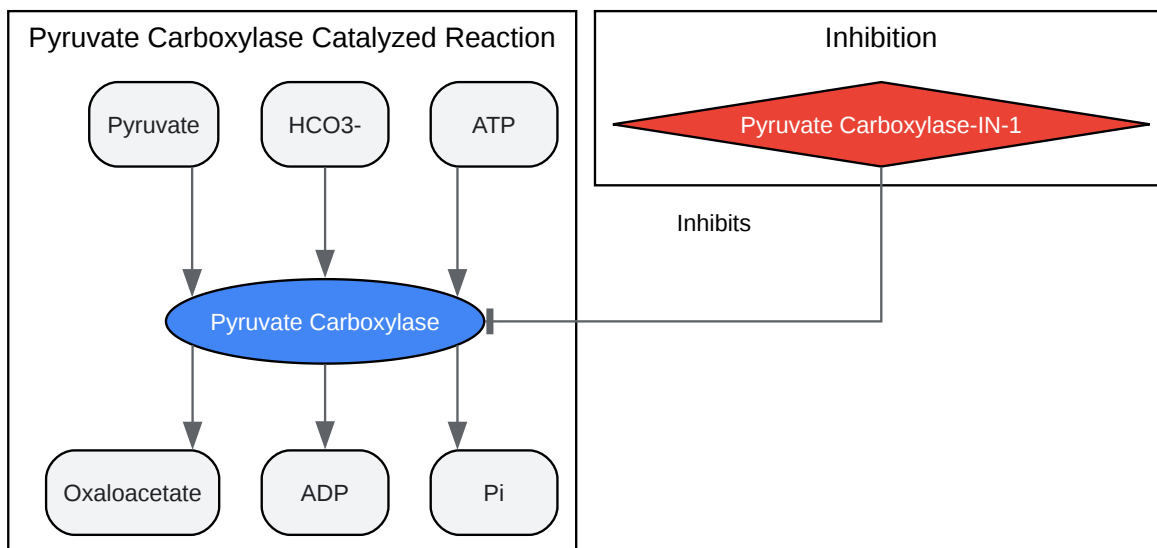 Pyruvate Carboxylase Catalyzed Reaction
Inhibition
Pyruvate
HCO3-
ATP
Pyruvate Carboxylase-IN-1
Inhibits
Pyruvate Carboxylase
Oxaloacetate
ADP
Pi